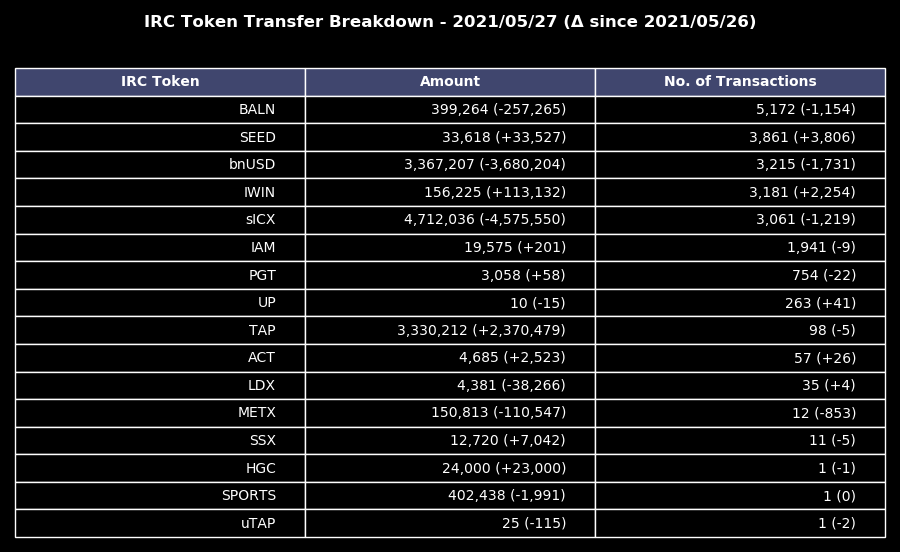 IRC Token Transfer Breakdown - 2021/05/27 (Δ since 2021/05/26)
IRC Token Amount No. of Transactions
BALN 399,264 (-257,265) 5,172 (-1,154)
SEED 33,618 (+33,527) 3,861 (+3,806)
bnUSD 3,367,207 (-3,680,204) 3,215 (-1,731)
IWIN 156,225 (+113,132) 3,181 (+2,254)
sICX 4,712,036 (-4,575,550) 3,061 (-1,219)
IAM 19,575 (+201) 1,941 (-9)
PGT 3,058 (+58) 754 (-22)
UP 10 (-15) 263 (+41)
TAP 3,330,212 (+2,370,479) 98 (-5)
ACT 4,685 (+2,523) 57 (+26)
LDX 4,381 (-38,266) 35 (+4)
METX 150,813 (-110,547) 12 (-853)
SSX 12,720 (+7,042) 11 (-5)
HGC 24,000 (+23,000) 1 (-1)
SPORTS 402,438 (-1,991) 1 (0)
uTAP 25 (-115) 1 (-2)